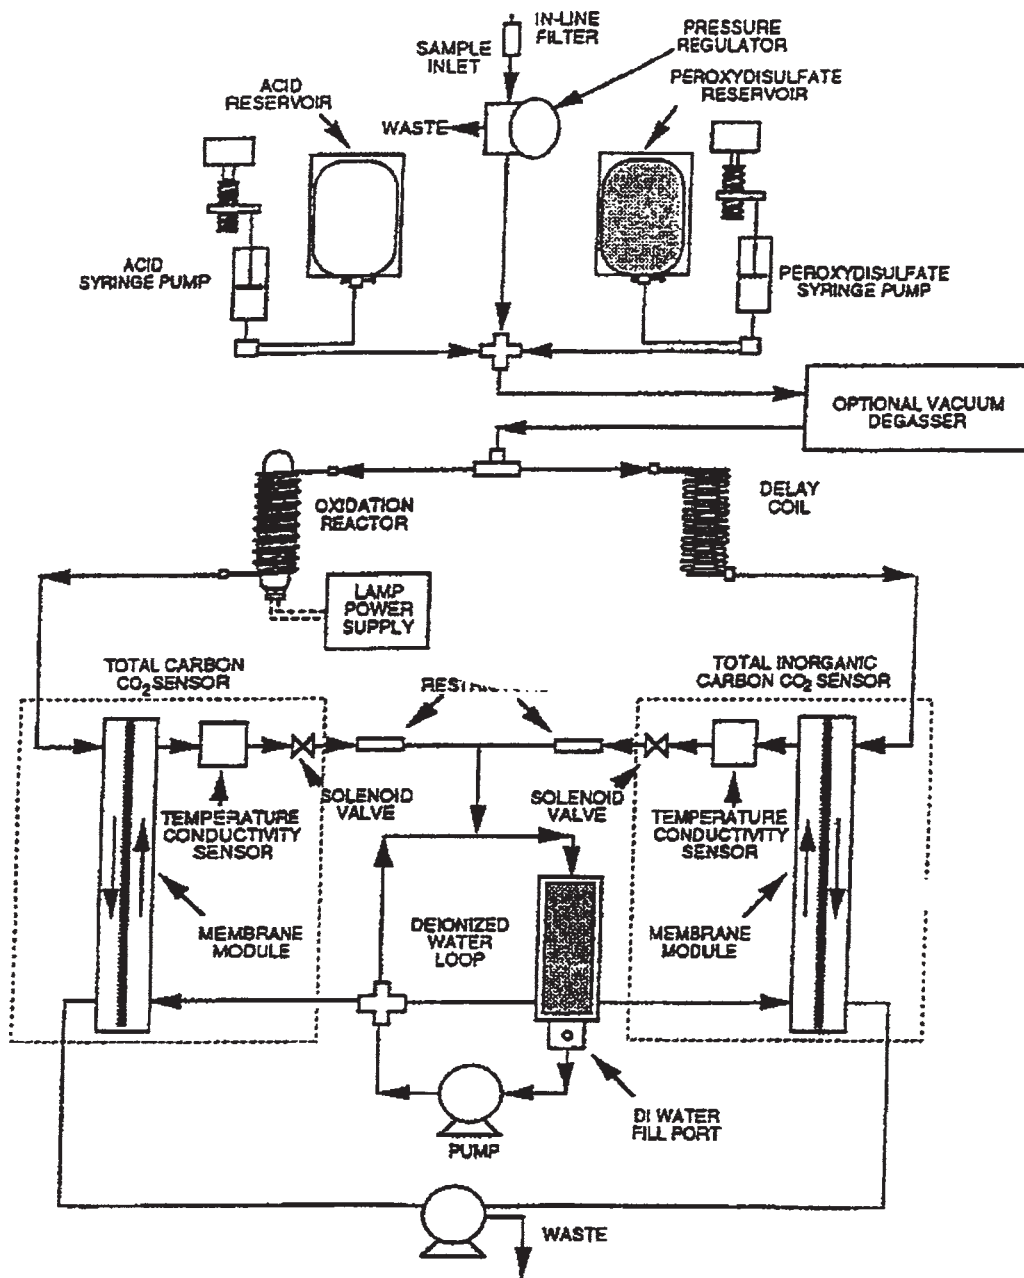 IN-LINE
FILTER
SAMPLE
INLET
PRESSURE
REGULATOR
ACID
RESERVOIR
WASTE
PEROXYDISULFATE
RESERVOIR
ACID
SYRINGE PUMP
PEROXYDISULFATE
SYRINGE PUMP
OPTIONAL VACUUM
DEGASSER
OXIDATION
REACTOR
DELAY
COIL
LAMP
POWER
SUPPLY
TOTAL CARBON
CO₂ SENSOR
TOTAL INORGANIC
CARBON CO₂ SENSOR
SOLENOID
VALVE
SOLENOID
VALVE
TEMPERATURE
CONDUCTIVITY
SENSOR
TEMPERATURE
CONDUCTIVITY
SENSOR
MEMBRANE
MODULE
DEIONIZED
WATER
LOOP
MEMBRANE
MODULE
DI WATER
FILL PORT
PUMP
WASTE